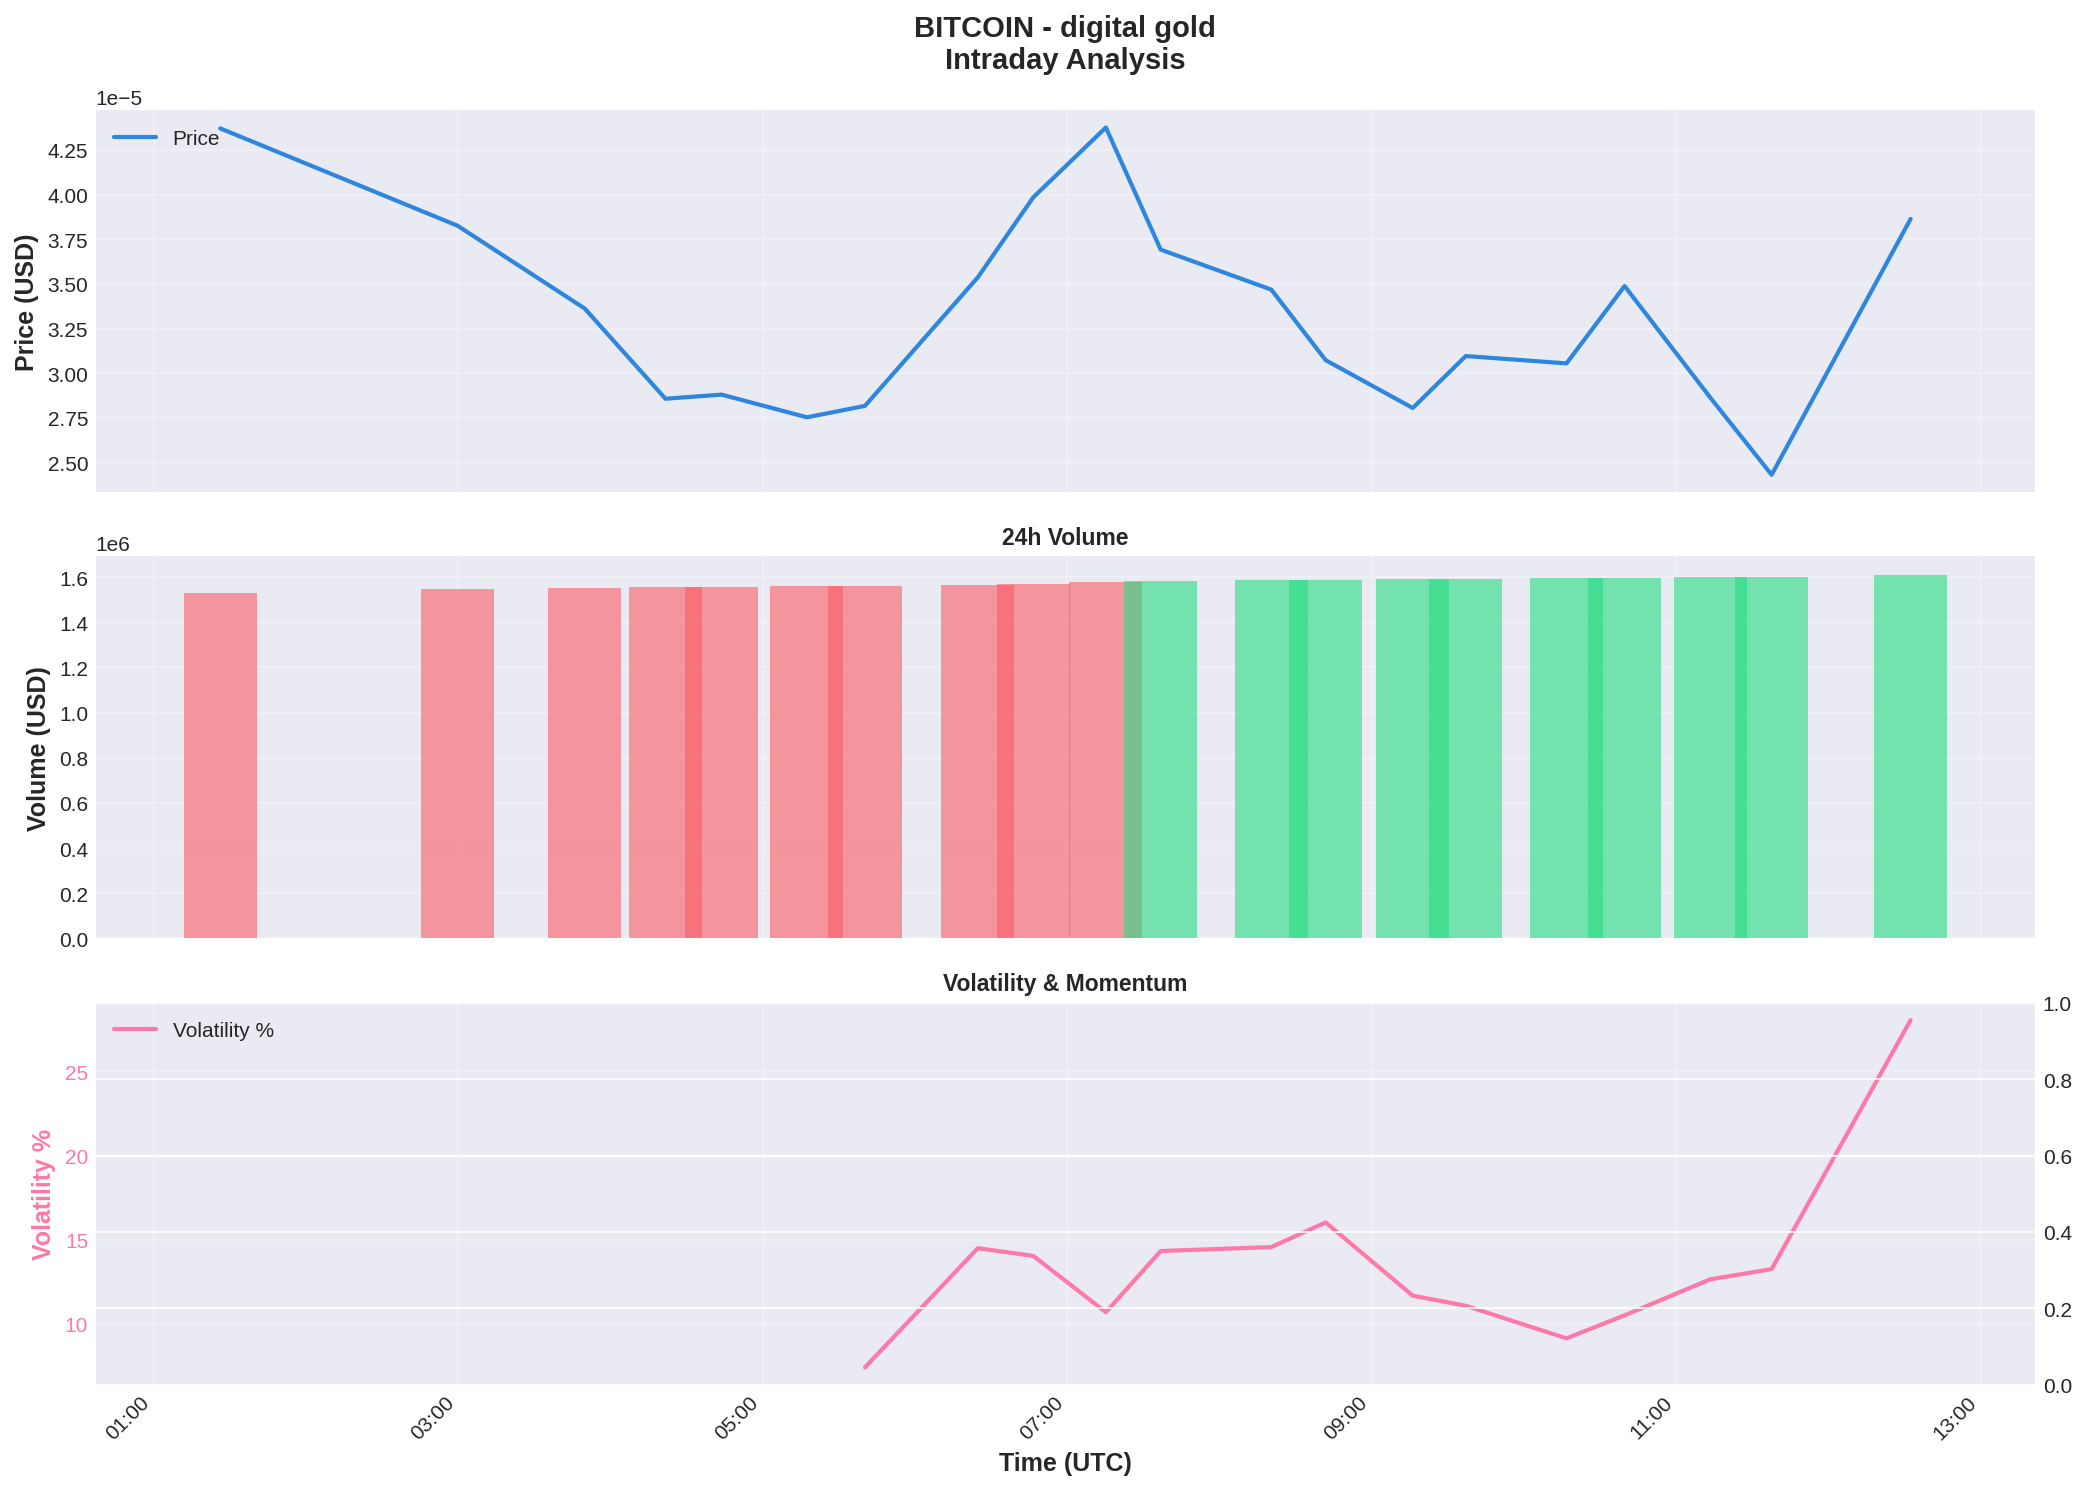 BITCOIN - digital gold
Intraday Analysis
1e−5
Price
4.25
4.00
3.75
3.50
3.25
3.00
2.75
2.50
Price (USD)
24h Volume
1e6
1.6
1.4
1.2
1.0
0.8
0.6
0.4
0.2
0.0
Volume (USD)
Volatility & Momentum
Volatility %
25
20
15
10
Volatility %
1.0
0.8
0.6
0.4
0.2
0.0
01:00
03:00
05:00
07:00
09:00
11:00
13:00
Time (UTC)